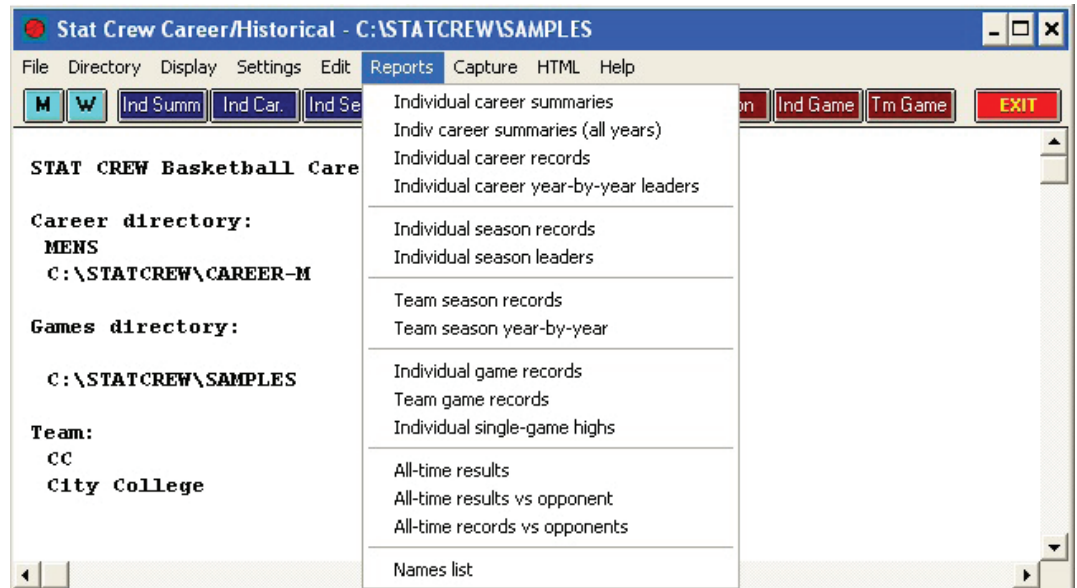 Stat Crew Career/Historical - C:\STATCREW\SAMPLES
File Directory Display Settings Edit Reports Capture HTML Help
M W Ind Summ Ind Car. Ind Se on Ind Game Tm Game EXIT
STAT CREW Basketball Care
Career directory:
MENS
C:\STATCREW\CAREER-M
Games directory:
C:\STATCREW\SAMPLES
Team:
CC
City College
Individual career summaries
Indiv career summaries (all years)
Individual career records
Individual career year-by-year leaders
Individual season records
Individual season leaders
Team season records
Team season year-by-year
Individual game records
Team game records
Individual single-game highs
All-time results
All-time results vs opponent
All-time records vs opponents
Names list